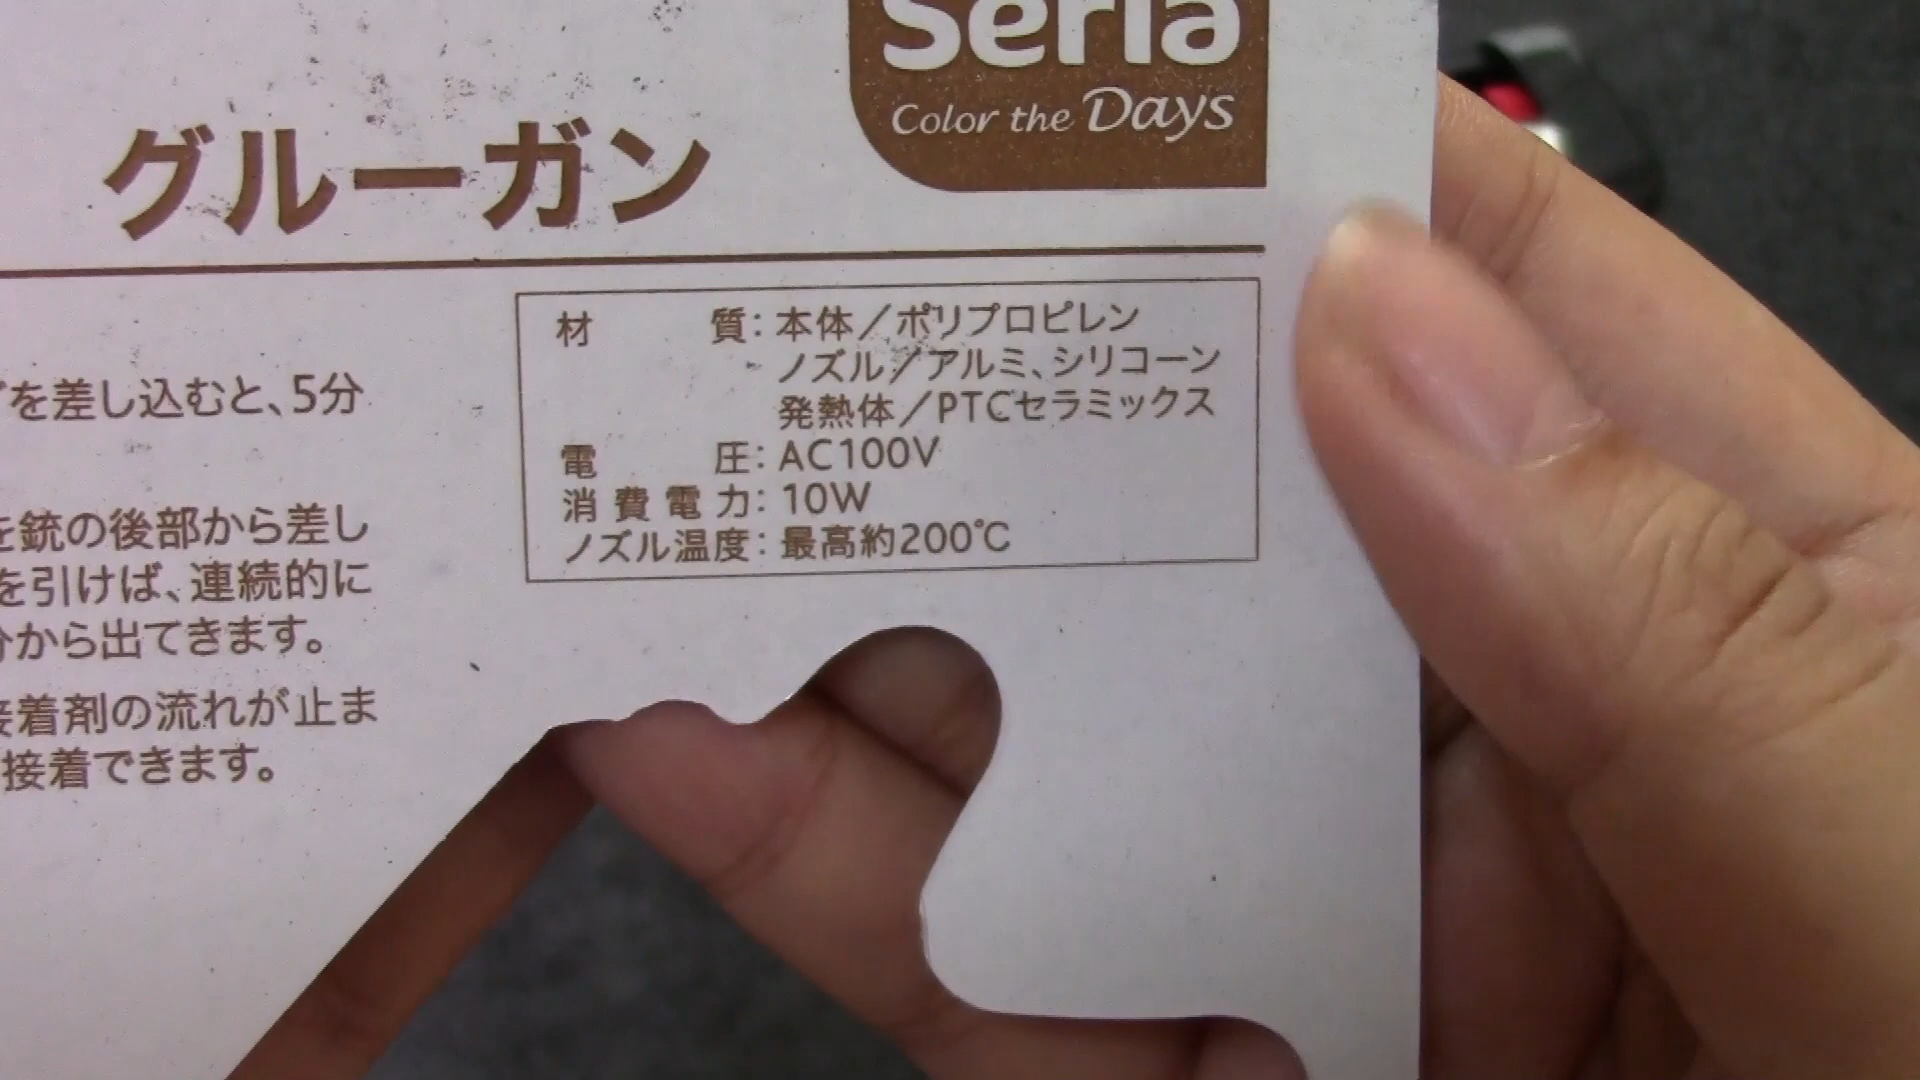 Seria
Color the Days
グルーガン
材　　質：本体／ポリプロピレン
ノズル／アルミ、シリコーン
発熱体／PTCセラミックス
電　　圧：AC100V
消費電力：10W
ノズル温度：最高約200℃
を差し込むと、5分
を銃の後部から差し
を引けば、連続的に
から出てきます。
接着剤の流れが止ま
接着できます。